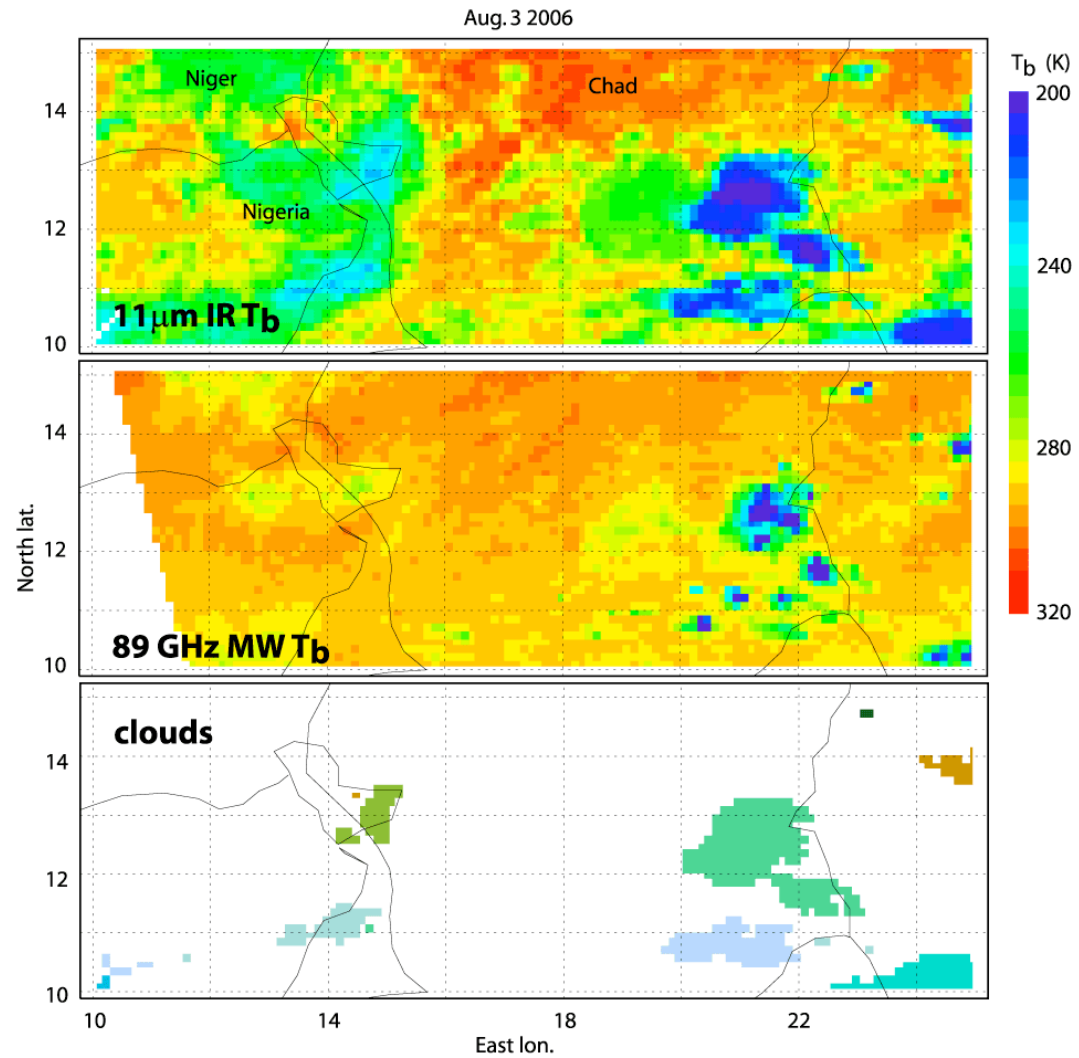 Aug. 3 2006
Niger
Chad
Nigeria
11μm IR Tb
14
12
10
Tb (K)
200
240
280
320
89 GHz MW Tb
14
12
10
North lat.
clouds
14
12
10
10
14
18
22
East lon.